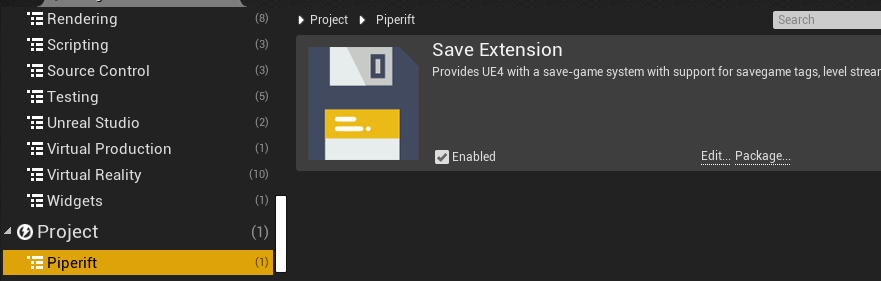 Rendering (8)
Scripting (3)
Source Control (3)
Testing (5)
Unreal Studio (2)
Virtual Production (1)
Virtual Reality (10)
Widgets (1)
Project (1)
Piperift (1)
Project Piperift
Search
Save Extension
Provides UE4 with a save-game system with support for savegame tags, level strea
Enabled
Edit... Package...